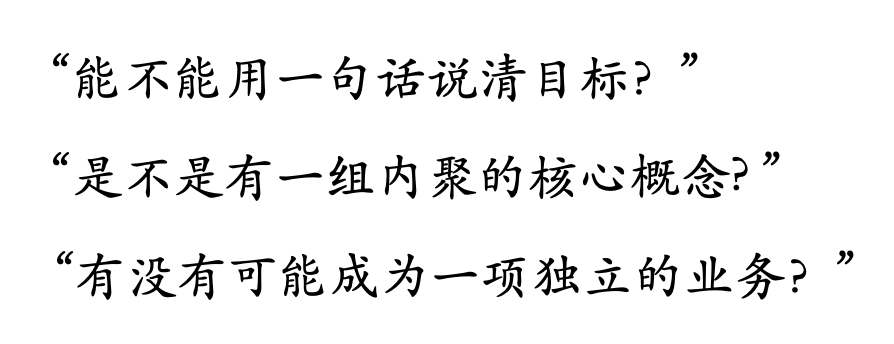 “能不能用一句话说清目标？”
“是不是有一组内聚的核心概念？”
“有没有可能成为一项独立的业务？”